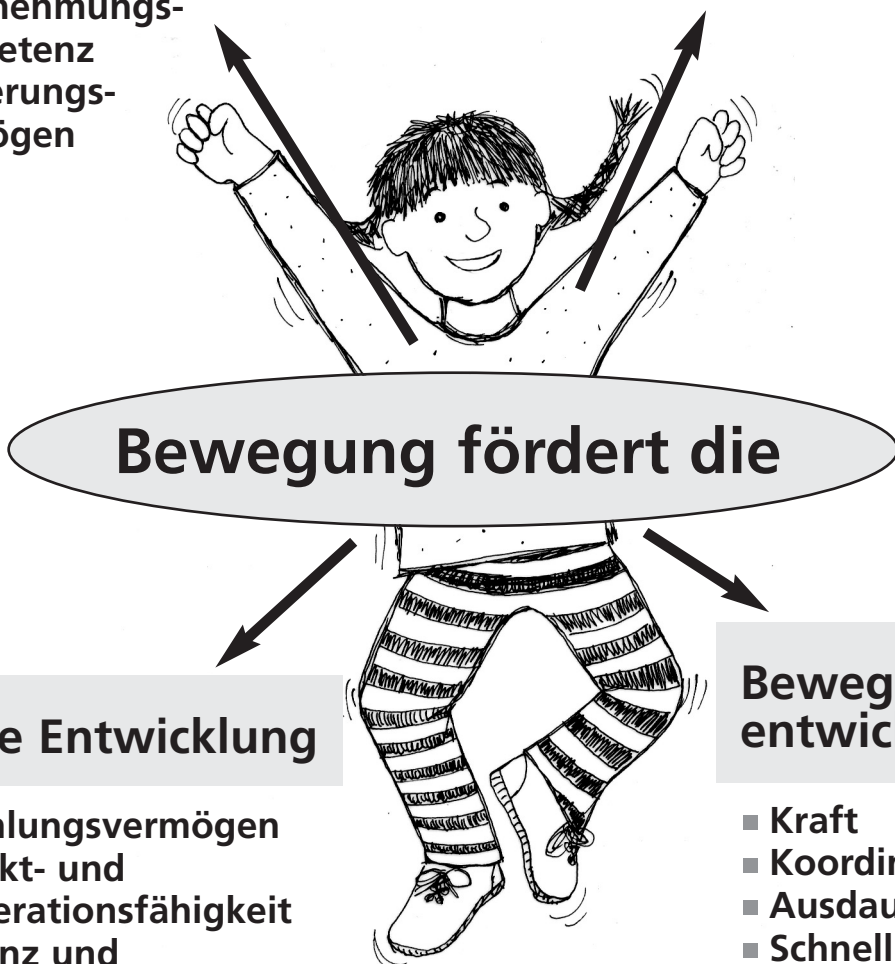 nehmungs-
etenz
erungs-
ögen
Bewegung fördert die
e Entwicklung
lungsvermögen
kt- und
erationsfähigkeit
nz und
Beweg
entwic
Kraft
Koordin
Ausdau
Schnell